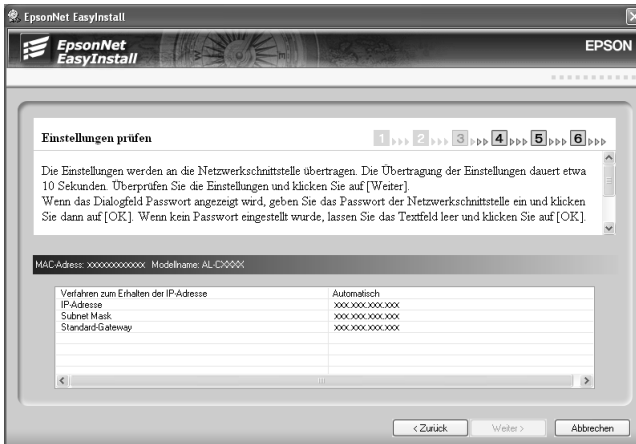 EpsonNet EasyInstall
EpsonNet
EasyInstall
EPSON
Einstellungen prüfen
1 2 3 4 5 6
Die Einstellungen werden an die Netzwerkschnittstelle übertragen. Die Übertragung der Einstellungen dauert etwa
10 Sekunden. Überprüfen Sie die Einstellungen und klicken Sie auf [Weiter].
Wenn das Dialogfeld Passwort angezeigt wird, geben Sie das Passwort der Netzwerkschnittstelle ein und klicken
Sie dann auf [OK]. Wenn kein Passwort eingestellt wurde, lassen Sie das Textfeld leer und klicken Sie auf [OK].
MAC-Adress: xxxxxxxxxxxx Modellname: AL-CXXXX
Verfahren zum Erhalten der IP-Adresse Automatisch
IP-Adresse xxx.xxx.xxx.xxx
Subnet Mask xxx.xxx.xxx.xxx
Standard-Gateway xxx.xxx.xxx.xxx
< Zurück Weiter > Abbrechen